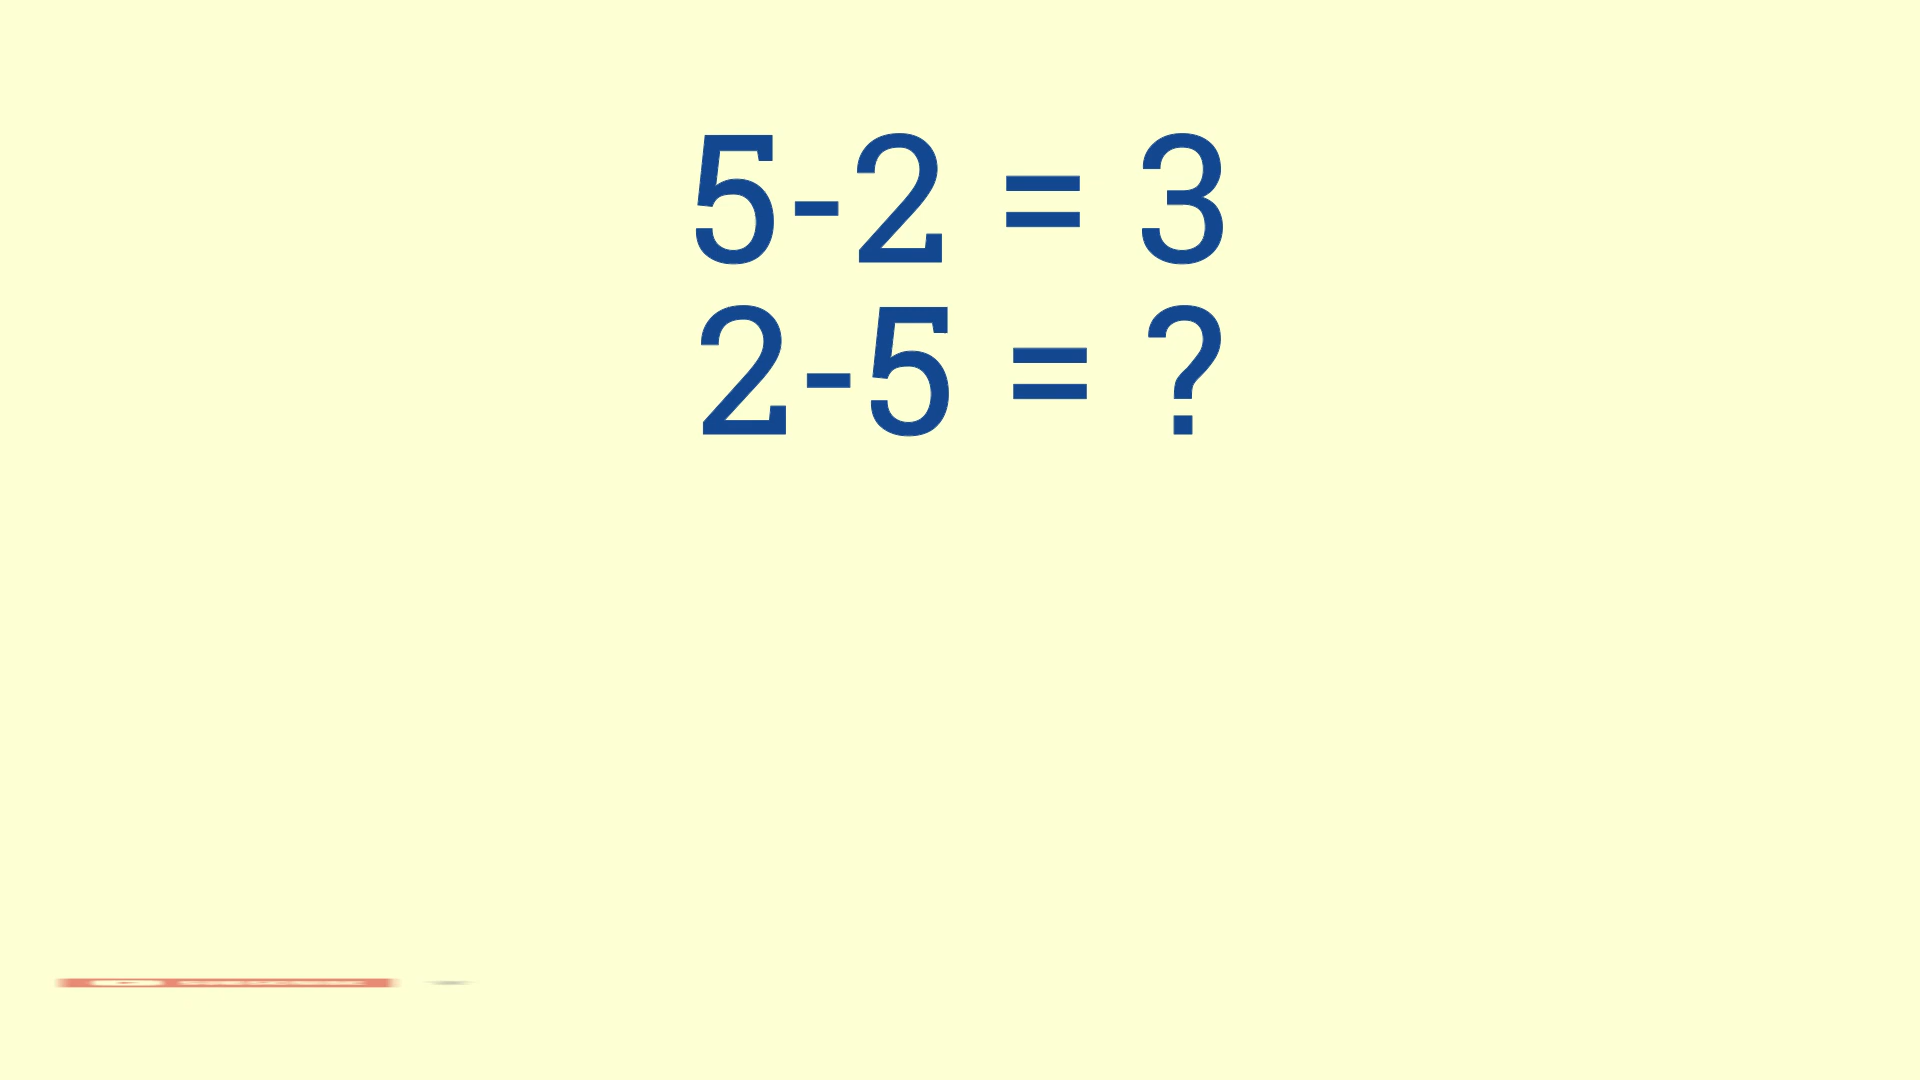 5-2 = 3
2-5 = ?